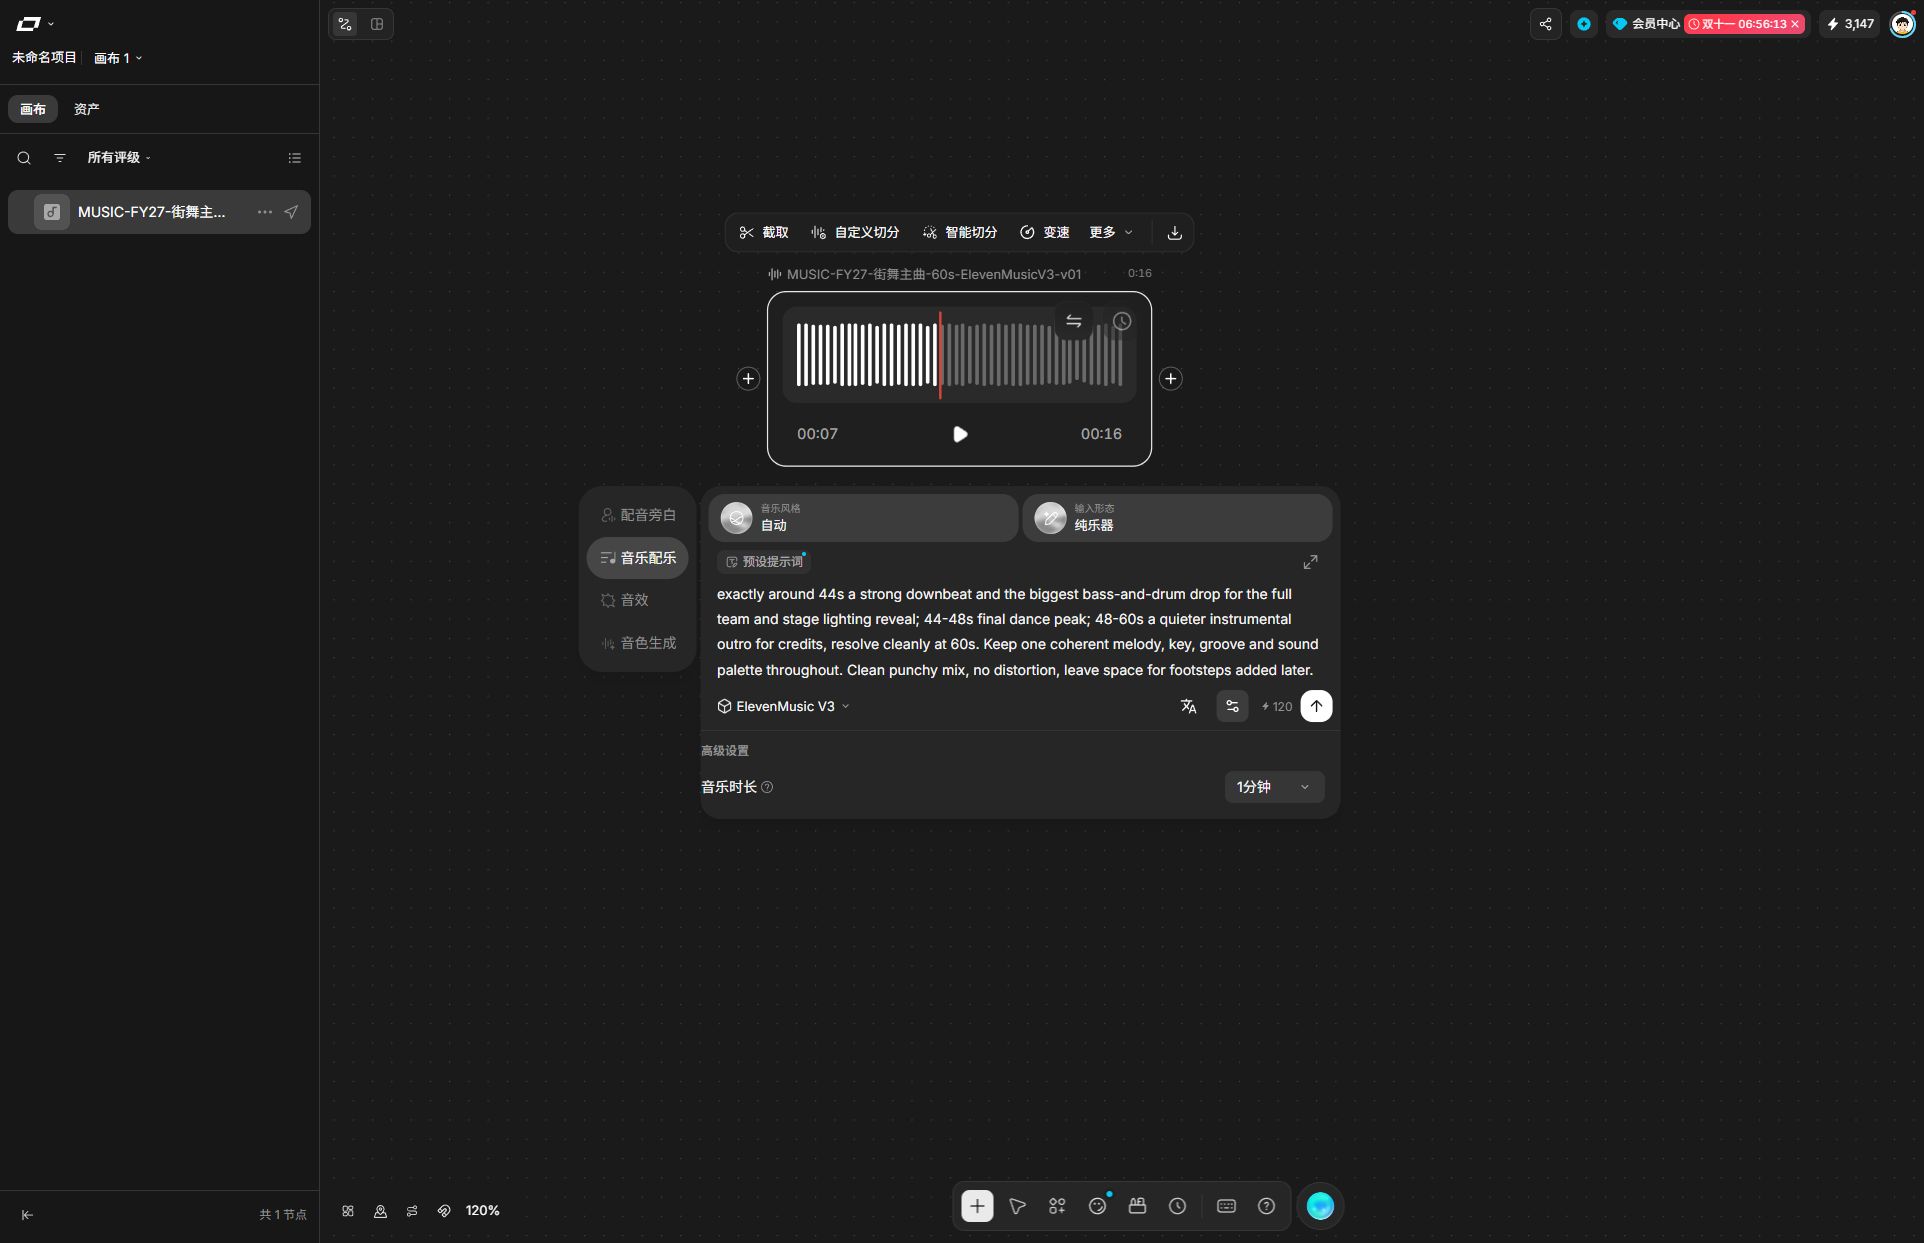 未命名项目 画布 1
画布 资产
所有评级
MUSIC-FY27-街舞主...
共 1 节点
会员中心 双十一 06:56:13 ×
3,147
截取 自定义切分 智能切分 变速 更多
MUSIC-FY27-街舞主曲-60s-ElevenMusicV3-v01 0:16
00:07 00:16
配音旁白
音乐配乐
音效
音色生成
音乐风格
自动
输入形态
纯乐器
预设提示词
exactly around 44s a strong downbeat and the biggest bass-and-drum drop for the full
team and stage lighting reveal; 44-48s final dance peak; 48-60s a quieter instrumental
outro for credits, resolve cleanly at 60s. Keep one coherent melody, key, groove and sound
palette throughout. Clean punchy mix, no distortion, leave space for footsteps added later.
ElevenMusic V3 120
高级设置
音乐时长 1分钟
120%